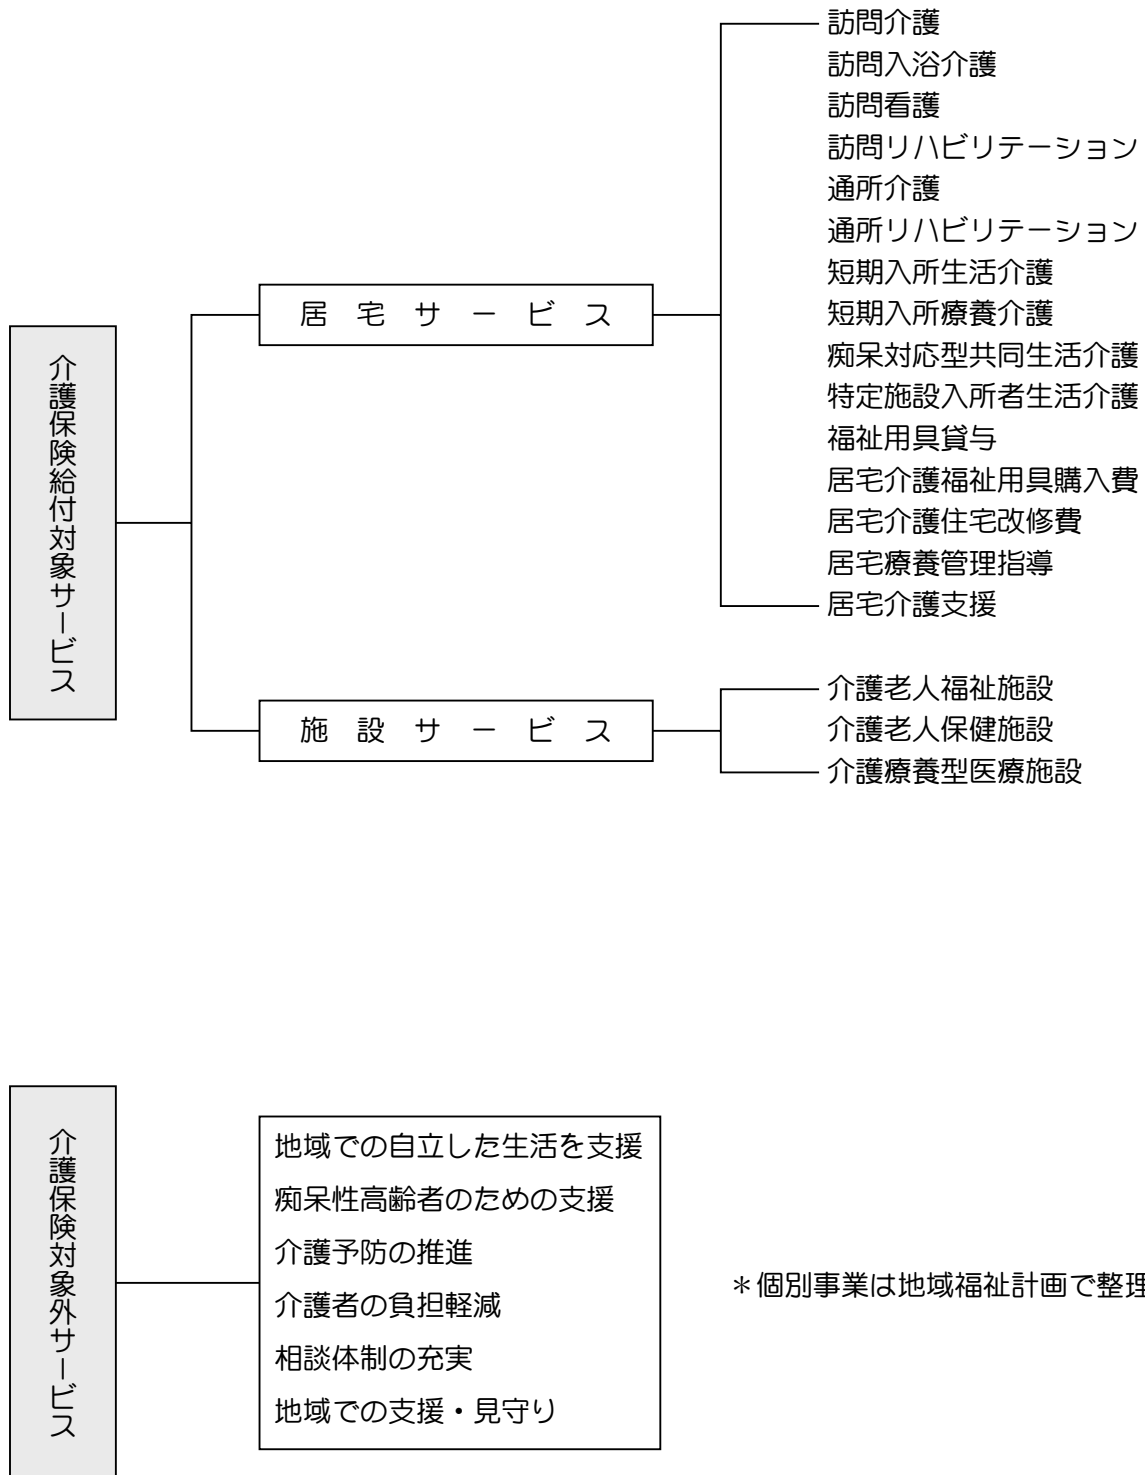 介護保険給付対象サービス
居宅サービス
訪問介護
訪問入浴介護
訪問看護
訪問リハビリテーション
通所介護
通所リハビリテーション
短期入所生活介護
短期入所療養介護
痴呆対応型共同生活介護
特定施設入所者生活介護
福祉用具貸与
居宅介護福祉用具購入費
居宅介護住宅改修費
居宅療養管理指導
居宅介護支援
施設サービス
介護老人福祉施設
介護老人保健施設
介護療養型医療施設
介護保険対象外サービス
地域での自立した生活を支援
痴呆性高齢者のための支援
介護予防の推進
介護者の負担軽減
相談体制の充実
地域での支援・見守り
＊個別事業は地域福祉計画で整理